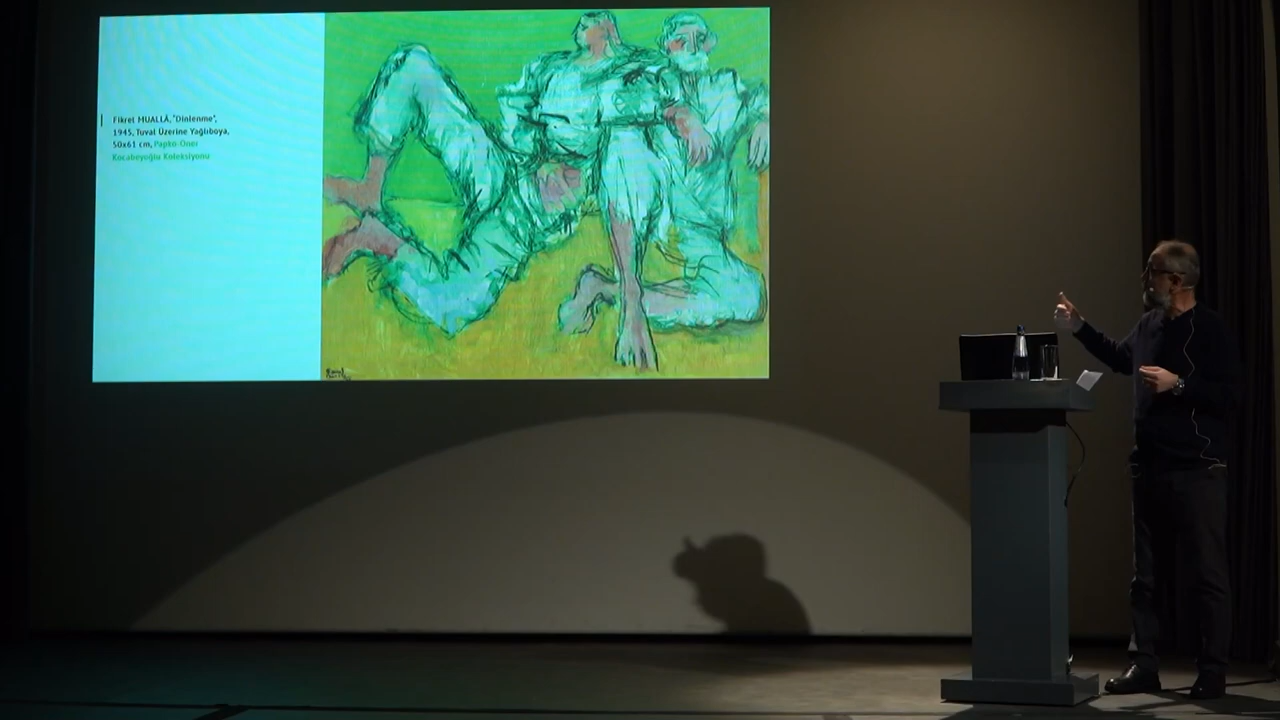 Fikret MUALLÂ, "Dinlenme",
1945, Tuval Üzerine Yağlıboya,
50x61 cm, Papko-Öner
Kocabeyoğlu Koleksiyonu